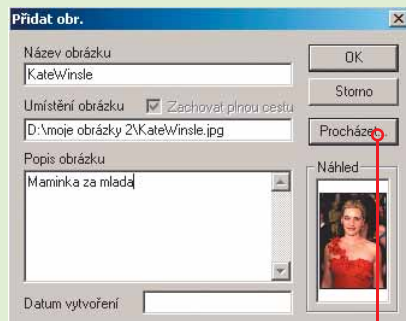 Přidat obr.
Název obrázku
KateWinsle
OK
Storno
Umístění obrázku
Zachovat plnou cestu
D:\moje obrázky 2\KateWinsle.jpg
Procházet
Popis obrázku
Náhled
Maminka za mlada
Datum vytvoření